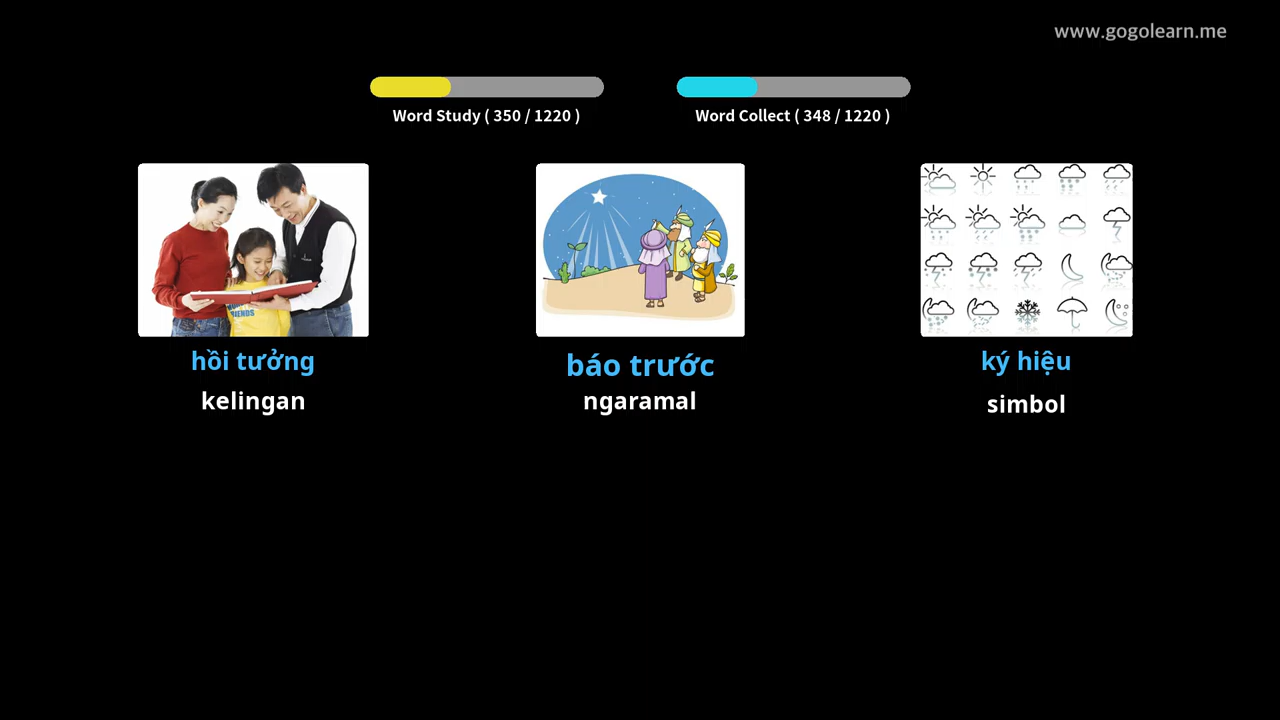 www.gogolearn.me
Word Study ( 350 / 1220 )
Word Collect ( 348 / 1220 )
hồi tưởng
báo trước
ký hiệu
kelingan
ngaramal
simbol